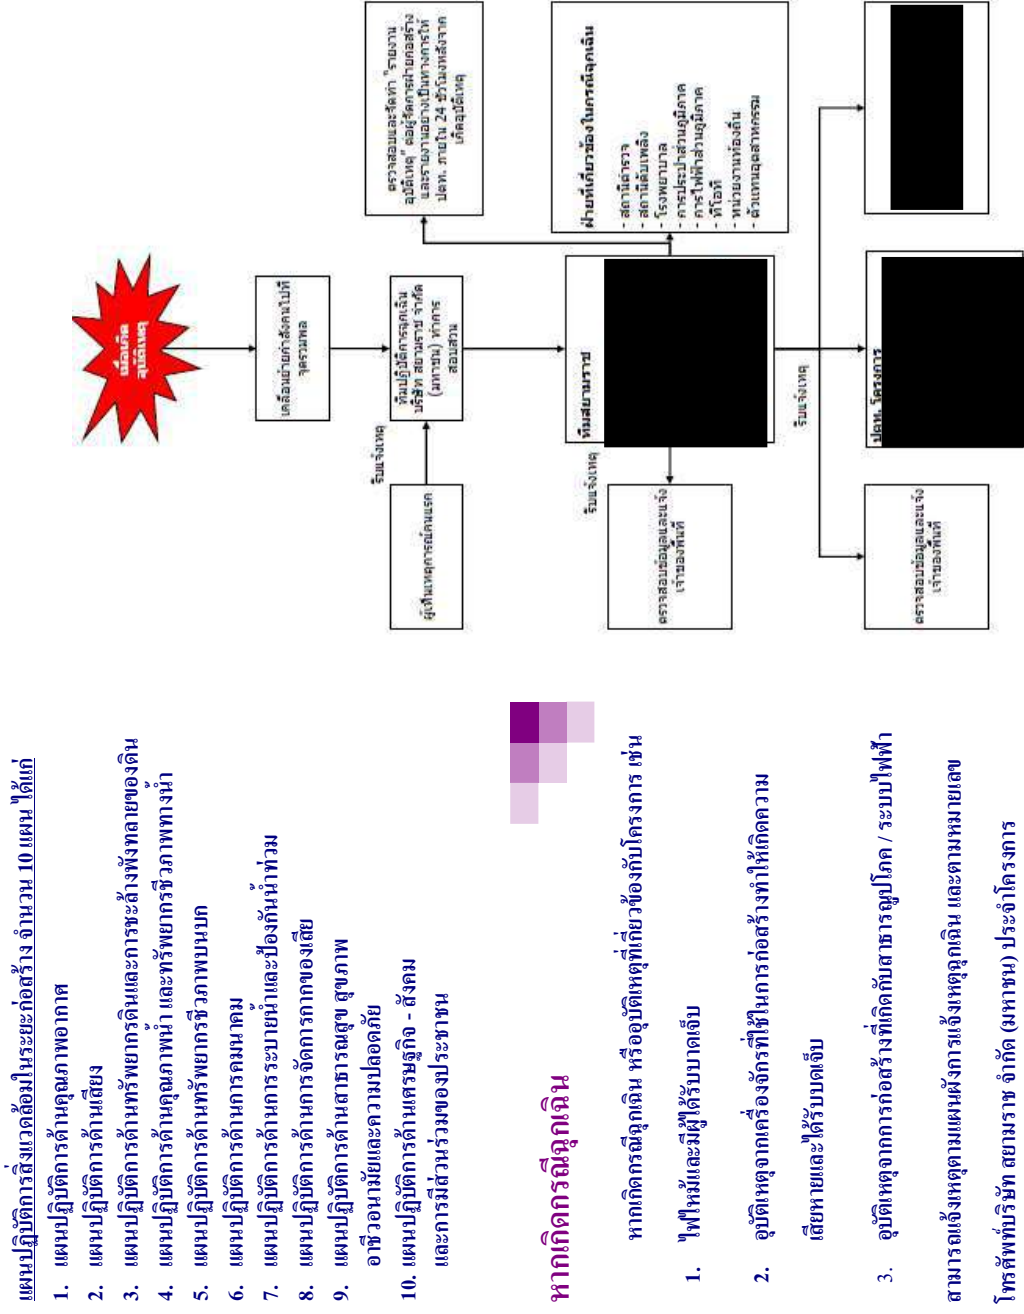 แผนปฏิบัติการสิ่งแวดล้อมในระยะก่อสร้าง จำนวน 10 แผน ได้แก่
1. แผนปฏิบัติการด้านคุณภาพอากาศ
2. แผนปฏิบัติการด้านเสียง
3. แผนปฏิบัติการด้านทรัพยากรดินและการชะล้างพังทลายของดิน
4. แผนปฏิบัติการด้านคุณภาพน้ำ และทรัพยากรชีวภาพทางน้ำ
5. แผนปฏิบัติการด้านทรัพยากรชีวภาพบนบก
6. แผนปฏิบัติการด้านการคมนาคม
7. แผนปฏิบัติการด้านการระบายน้ำและป้องกันน้ำท่วม
8. แผนปฏิบัติการด้านการจัดการกากของเสีย
9. แผนปฏิบัติการด้านสาธารณสุข สุขภาพ
อาชีวอนามัยและความปลอดภัย
10. แผนปฏิบัติการด้านเศรษฐกิจ - สังคม
และการมีส่วนร่วมของประชาชน
หากเกิดกรณีฉุกเฉิน
หากเกิดกรณีฉุกเฉิน หรืออุบัติเหตุที่เกี่ยวข้องกับโครงการ เช่น
1. ไฟไหม้และมีผู้ได้รับบาดเจ็บ
2. อุบัติเหตุจากเครื่องจักรที่ใช้ในการก่อสร้างทำให้เกิดความ
เสียหายและได้รับบดเจ็บ
3. อุบัติเหตุจากการก่อสร้างที่เกิดกับสาธารณูปโภค / ระบบไฟฟ้า
สามารถแจ้งเหตุตามแผนผังการแจ้งเหตุฉุกเฉิน และตามหมายเลข
โทรศัพท์บริษัท สยามราช จำกัด (มหาชน) ประจำโครงการ
เมื่อเกิด
อุบัติเหตุ
เคลื่อนย้ายกำลังคนไปที่
จุดรวมพล
ผู้เห็นเหตุการณ์คนแรก
รับแจ้งเหตุ
ทีมปฏิบัติการฉุกเฉิน
บริษัท สยามราช จำกัด
(มหาชน) ทำการ
สอบสวน
ตรวจสอบและจัดทำ "รายงาน
อุบัติเหตุ" ต่อผู้จัดการฝ่ายก่อสร้าง
และรายงานอย่างเป็นทางการให้
ปตท. ภายใน 24 ชั่วโมงหลังจาก
เกิดอุบัติเหตุ
รับแจ้งเหตุ
ทีมสยามราช
ฝ่ายที่เกี่ยวข้องในกรณีฉุกเฉิน
- สถานีตำรวจ
- สถานีดับเพลิง
- โรงพยาบาล
- การประปาส่วนภูมิภาค
- การไฟฟ้าส่วนภูมิภาค
- ทีโอที
- หน่วยงานท้องถิ่น
- ตัวแทนอุตสาหกรรม
ตรวจสอบข้อมูลและแจ้ง
เจ้าของพื้นที่
รับแจ้งเหตุ
ปตท. โครงการ
ตรวจสอบข้อมูลและแจ้ง
เจ้าของพื้นที่